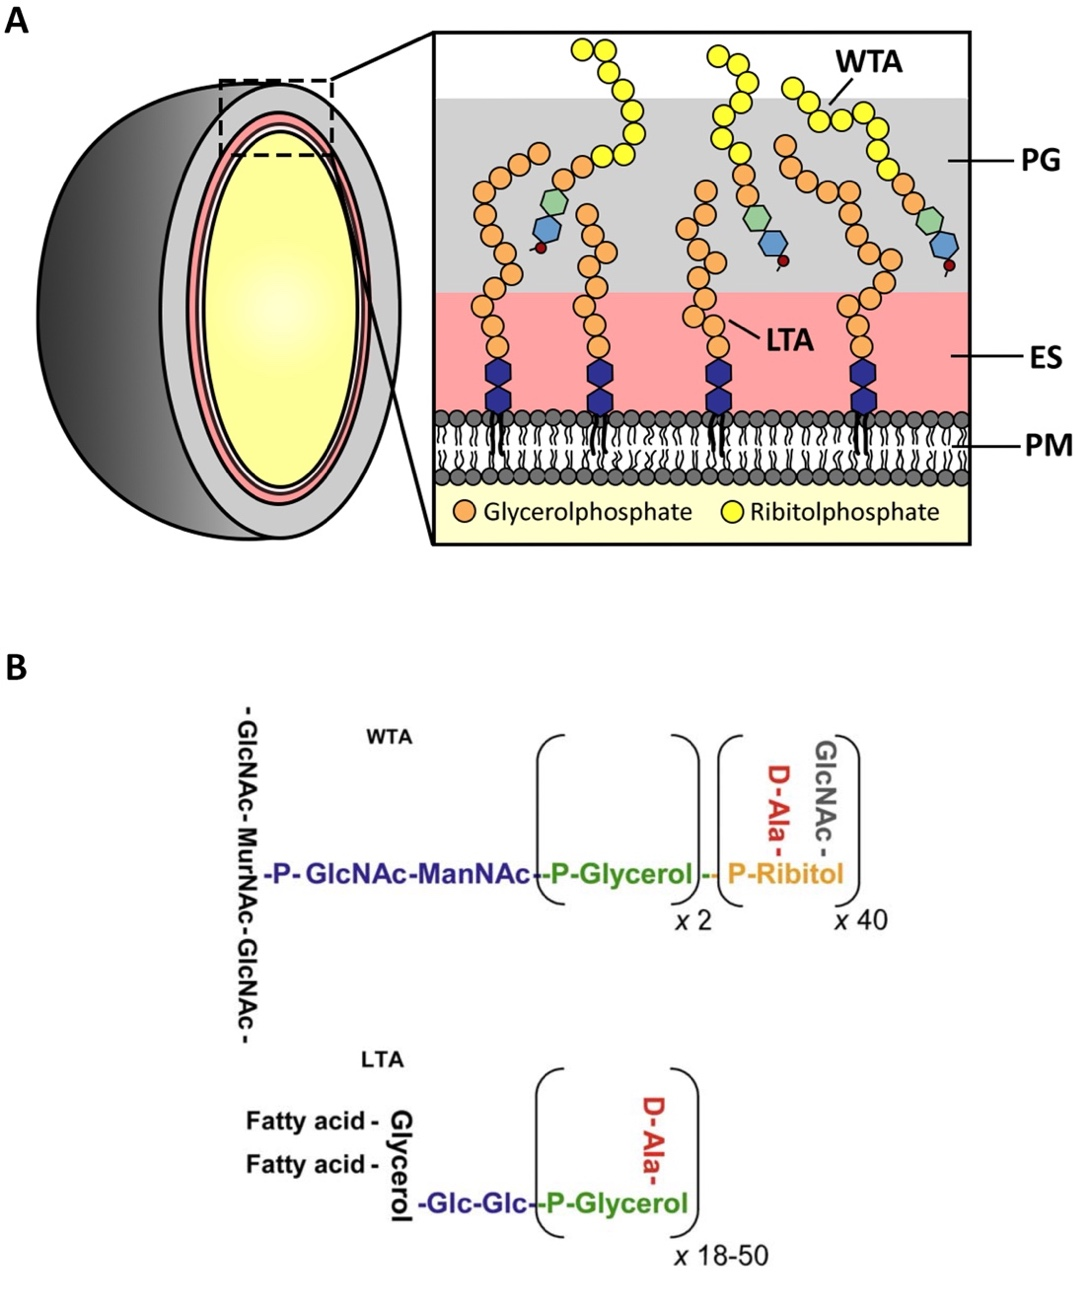 A
WTA
PG
LTA
ES
PM
Glycerolphosphate
Ribitolphosphate
B
WTA
-GlcNAc-MurNAc-GlcNAc-
-P-GlcNAc-ManNAc-
-P-Glycerol
x 2
--
D-Ala-
GlcNAc-
P-Ribitol
x 40
LTA
Fatty acid-
Fatty acid-
Glycerol
-Glc-Glc-
-P-Glycerol
D-Ala-
x 18-50